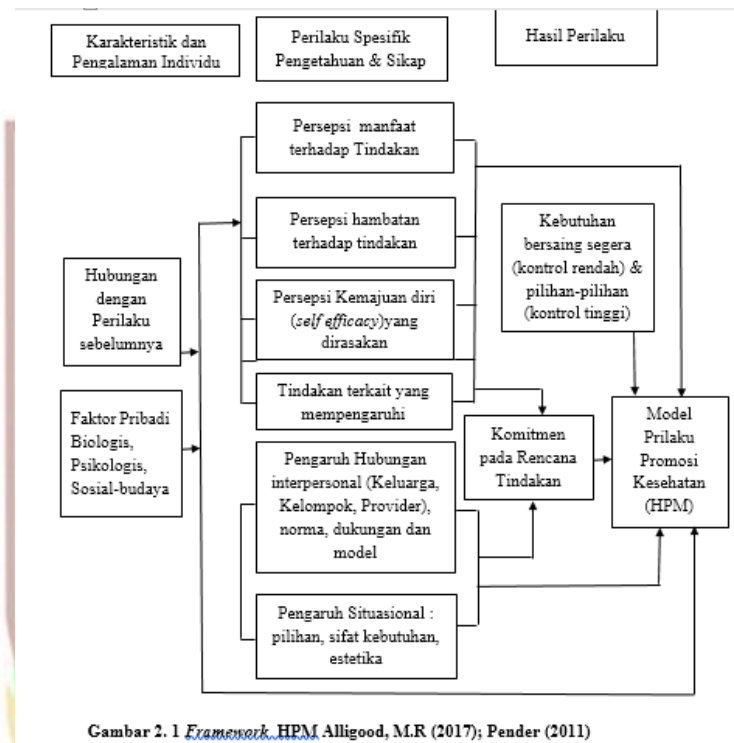 Karakteristik dan
Pengalaman Individu
Perilaku Spesifik
Pengetahuan & Sikap
Hasil Perilaku
Persepsi manfaat
terhadap Tindakan
Persepsi hambatan
terhadap tindakan
Kebutuhan
bersaing segera
(kontrol rendah) &
pilihan-pilihan
(kontrol tinggi)
Hubungan
dengan
Perilaku
sebelumnya
Persepsi Kemajuan diri
(self efficacy)yang
dirasakan
Tindakan terkait yang
mempengaruhi
Faktor Pribadi
Biologis,
Psikologis,
Sosial-budaya
Komitmen
pada Rencana
Tindakan
Model
Prilaku
Promosi
Kesehatan
(HPM)
Pengaruh Hubungan
interpersonal (Keluarga,
Kelompok, Provider),
norma, dukungan dan
model
Pengaruh Situasional :
pilihan, sifat kebutuhan,
estetika
Gambar 2. 1 Framework HPM Alligood, M.R (2017); Pender (2011)